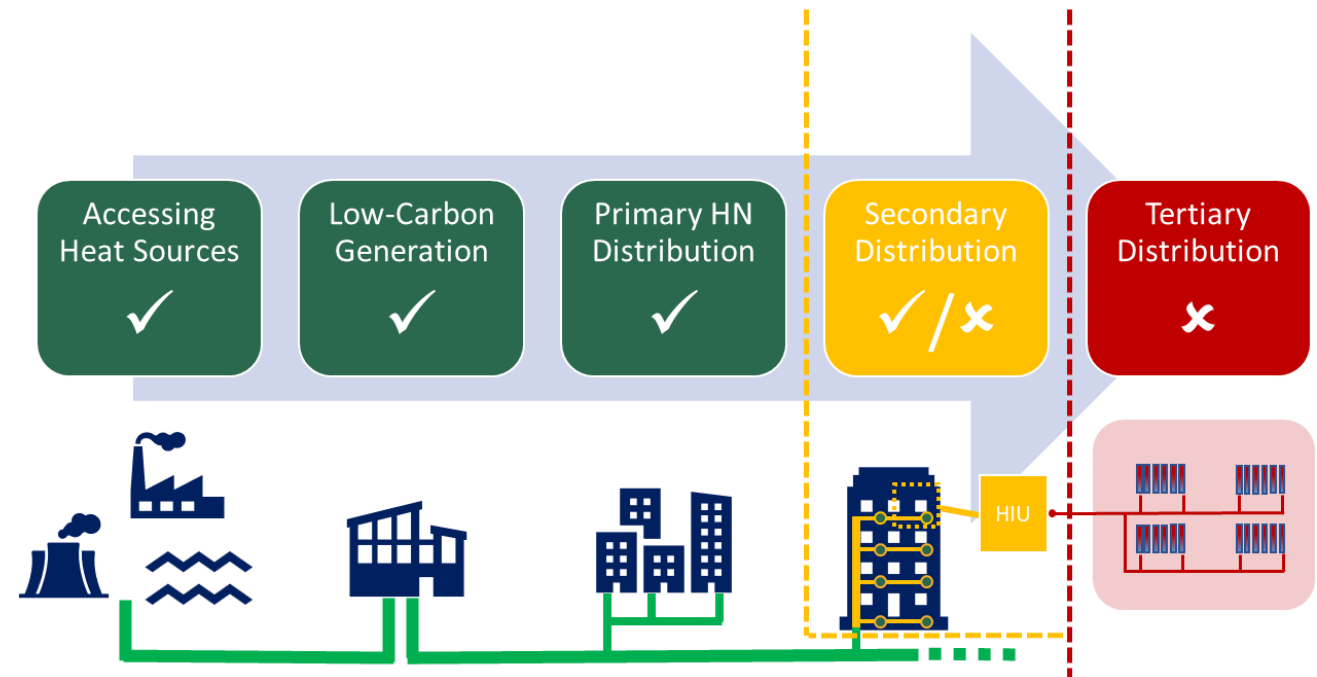 Accessing
Heat Sources
✓
Low-Carbon
Generation
✓
Primary HN
Distribution
✓
Secondary
Distribution
✓/✘
Tertiary
Distribution
✘
HIU